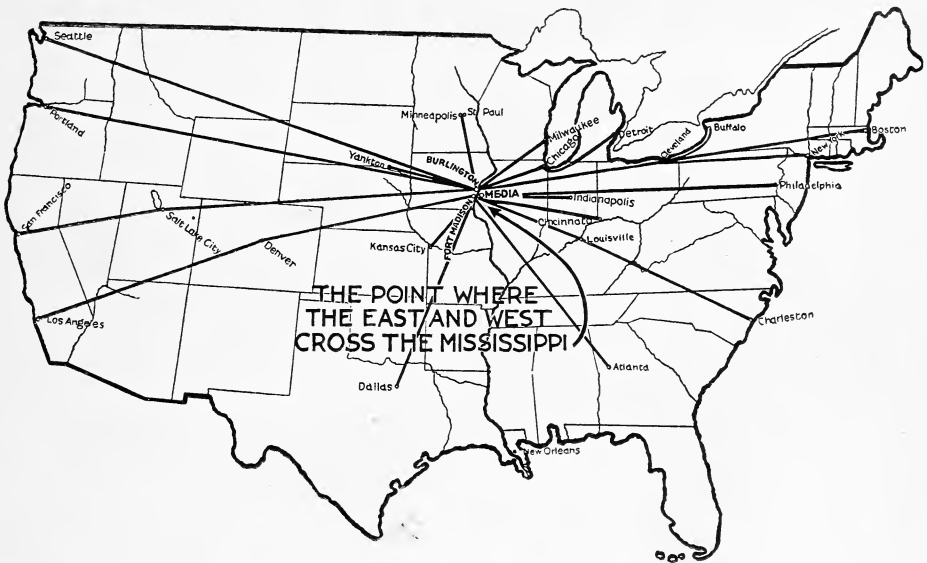 Seattle
Portland
Minneapolis
St. Paul
Milwaukee
Chicago
Detroit
Cleveland
Buffalo
New York
Boston
Yankton
BURLINGTON
MEDIA
FORT MADISON
Indianapolis
Philadelphia
San Francisco
Salt Lake City
Denver
Kansas City
Cincinnati
Louisville
THE POINT WHERE
THE EAST AND WEST
CROSS THE MISSISSIPPI
Los Angeles
Charleston
Atlanta
Dallas
New Orleans